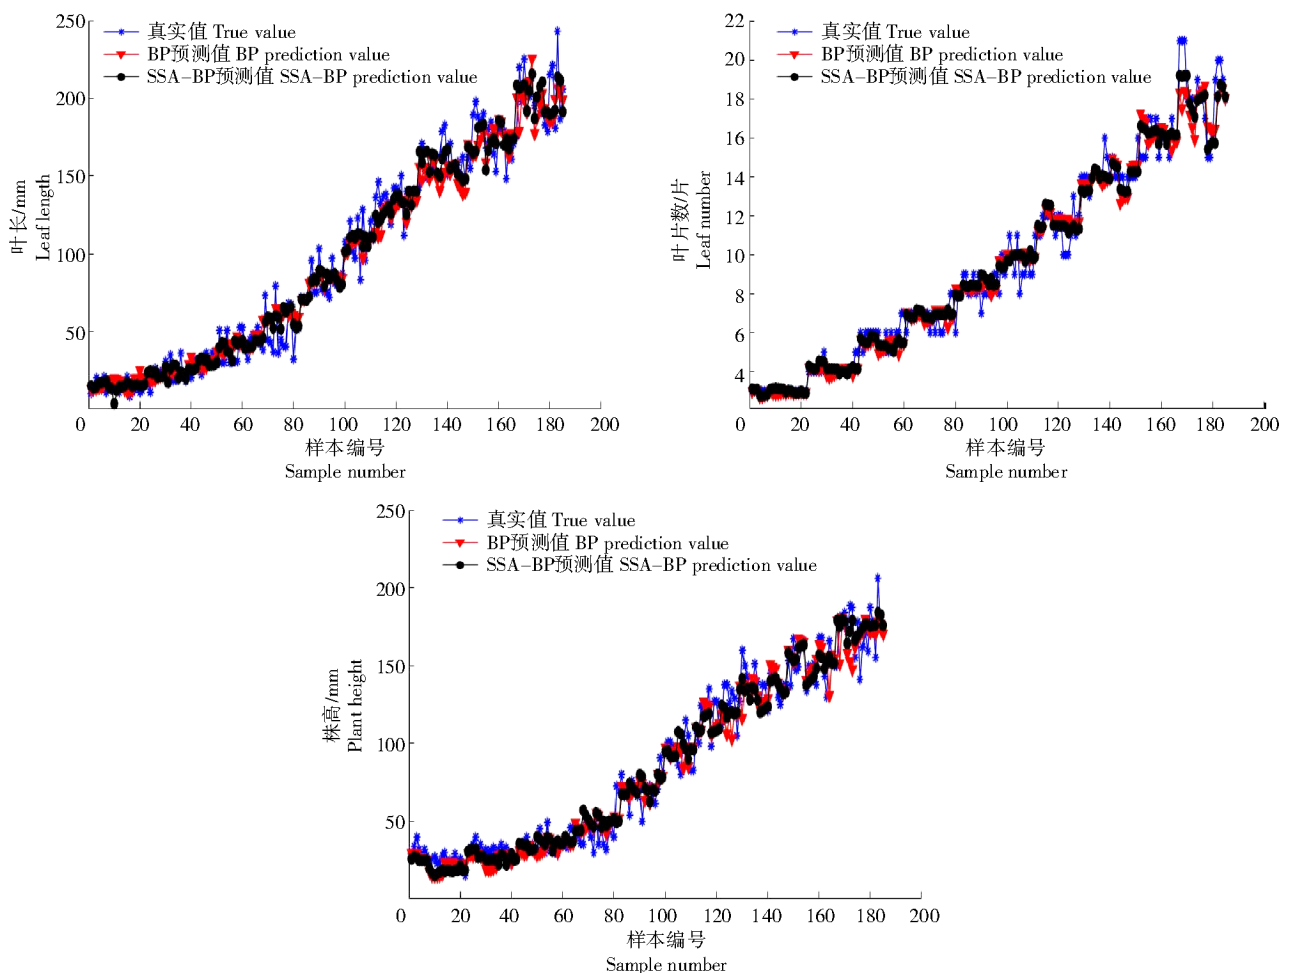 250
200
150
100
50
叶长/mm
Leaf length
真实值 True value
BP预测值 BP prediction value
SSA-BP预测值 SSA-BP prediction value
0 20 40 60 80 100 120 140 160 180 200
样本编号
Sample number
22
20
18
16
14
12
10
8
6
4
叶片数/片
Leaf number
真实值 True value
BP预测值 BP prediction value
SSA-BP预测值 SSA-BP prediction value
0 20 40 60 80 100 120 140 160 180 200
样本编号
Sample number
250
200
150
100
50
株高/mm
Plant height
真实值 True value
BP预测值 BP prediction value
SSA-BP预测值 SSA-BP prediction value
0 20 40 60 80 100 120 140 160 180 200
样本编号
Sample number